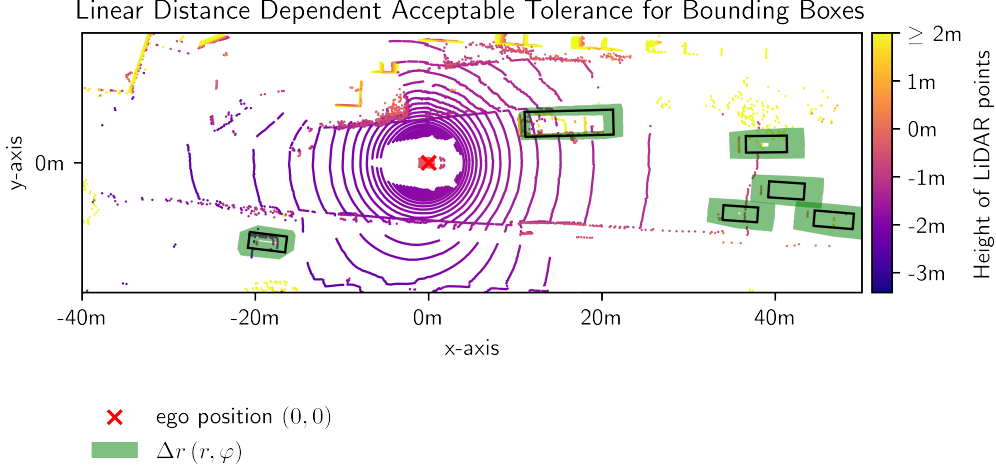 Linear Distance Dependent Acceptable Tolerance for Bounding Boxes
y-axis
0m
-40m
-20m
0m
20m
40m
x-axis
≥ 2m
1m
0m
-1m
-2m
-3m
Height of LiDAR points
ego position (0, 0)
Δr (r, φ)